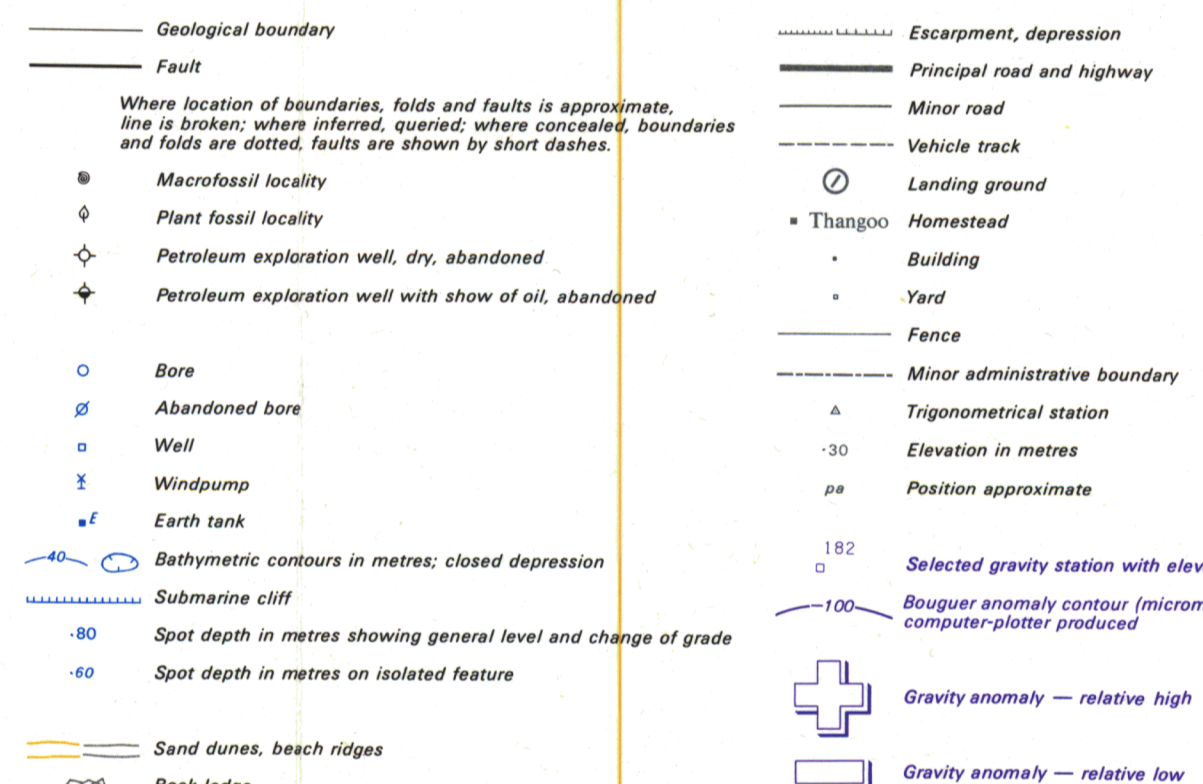 Geological boundary
Fault
Where location of boundaries, folds and faults is approximate,
line is broken; where inferred, queried; where concealed, boundaries
and folds are dotted, faults are shown by short dashes.
Macrofossil locality
Plant fossil locality
Petroleum exploration well, dry, abandoned
Petroleum exploration well with show of oil, abandoned
Bore
Abandoned bore
Well
Windpump
E Earth tank
40 Bathymetric contours in metres; closed depression
Submarine cliff
·80 Spot depth in metres showing general level and change of grade
·60 Spot depth in metres on isolated feature
Sand dunes, beach ridges
Escarpment, depression
Principal road and highway
Minor road
Vehicle track
Landing ground
Thangoo Homestead
Building
Yard
Fence
Minor administrative boundary
Trigonometrical station
·30 Elevation in metres
pa Position approximate
182
Selected gravity station with elev
−100 Bouguer anomaly contour (microm
computer-plotter produced
Gravity anomaly — relative high
Gravity anomaly — relative low